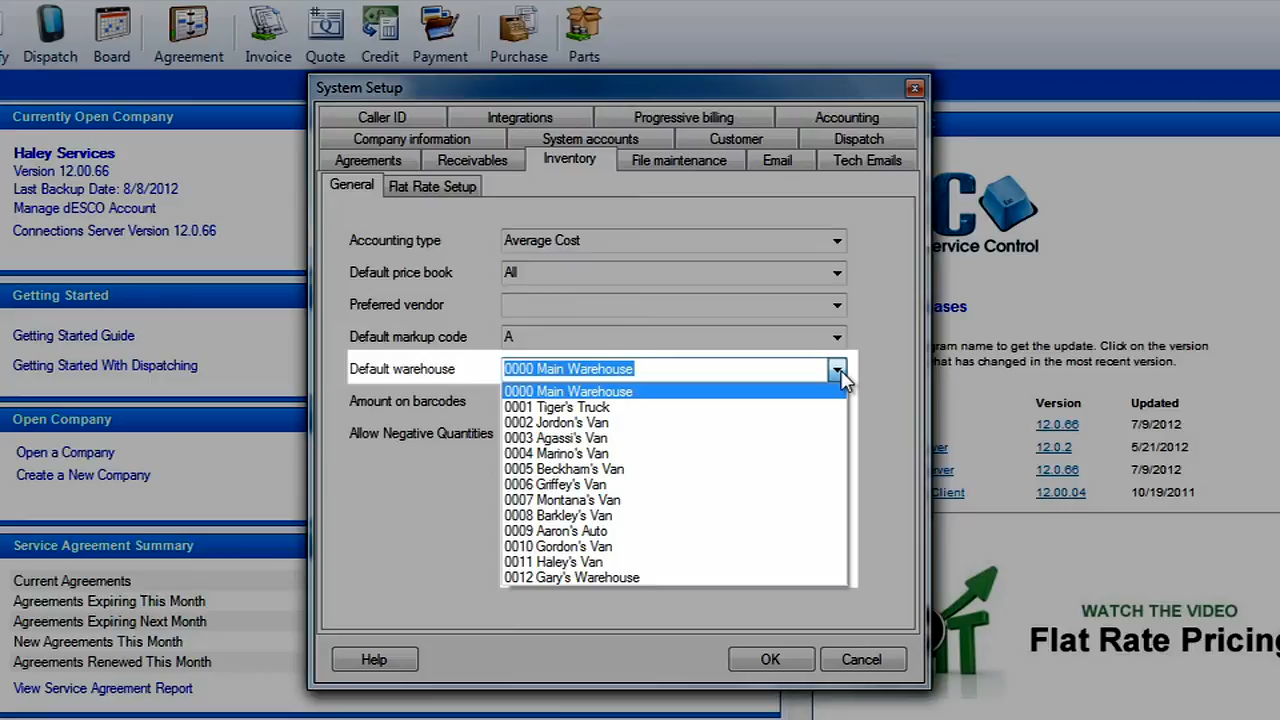 Dispatch Board Agreement Invoice Quote Credit Payment Purchase Parts
System Setup
Caller ID Integrations Progressive billing Accounting
Company information System accounts Customer Dispatch
Agreements Receivables Inventory File maintenance Email Tech Emails
General Flat Rate Setup
Accounting type Average Cost
Default price book All
Preferred vendor
Default markup code A
Default warehouse 0000 Main Warehouse
Amount on barcodes
Allow Negative Quantities
0000 Main Warehouse
0001 Tiger's Truck
0002 Jordon's Van
0003 Agassi's Van
0004 Marino's Van
0005 Beckham's Van
0006 Griffey's Van
0007 Montana's Van
0008 Barkley's Van
0009 Aaron's Auto
0010 Gordon's Van
0011 Haley's Van
0012 Gary's Warehouse
Help OK Cancel
Currently Open Company
Haley Services
Version 12.00.66
Last Backup Date: 8/8/2012
Manage dESCO Account
Connections Server Version 12.0.66
Getting Started
Getting Started Guide
Getting Started With Dispatching
Open Company
Open a Company
Create a New Company
Service Agreement Summary
Current Agreements
Agreements Expiring This Month
Agreements Expiring Next Month
New Agreements This Month
Agreements Renewed This Month
View Service Agreement Report
C Esc
ervice Control
ases
gram name to get the update. Click on the version
hat has changed in the most recent version.
Version Updated
12.0.66 7/9/2012
ver 12.0.2 5/21/2012
rver 12.0.66 7/9/2012
Client 12.00.04 10/19/2011
WATCH THE VIDEO
Flat Rate Pricing